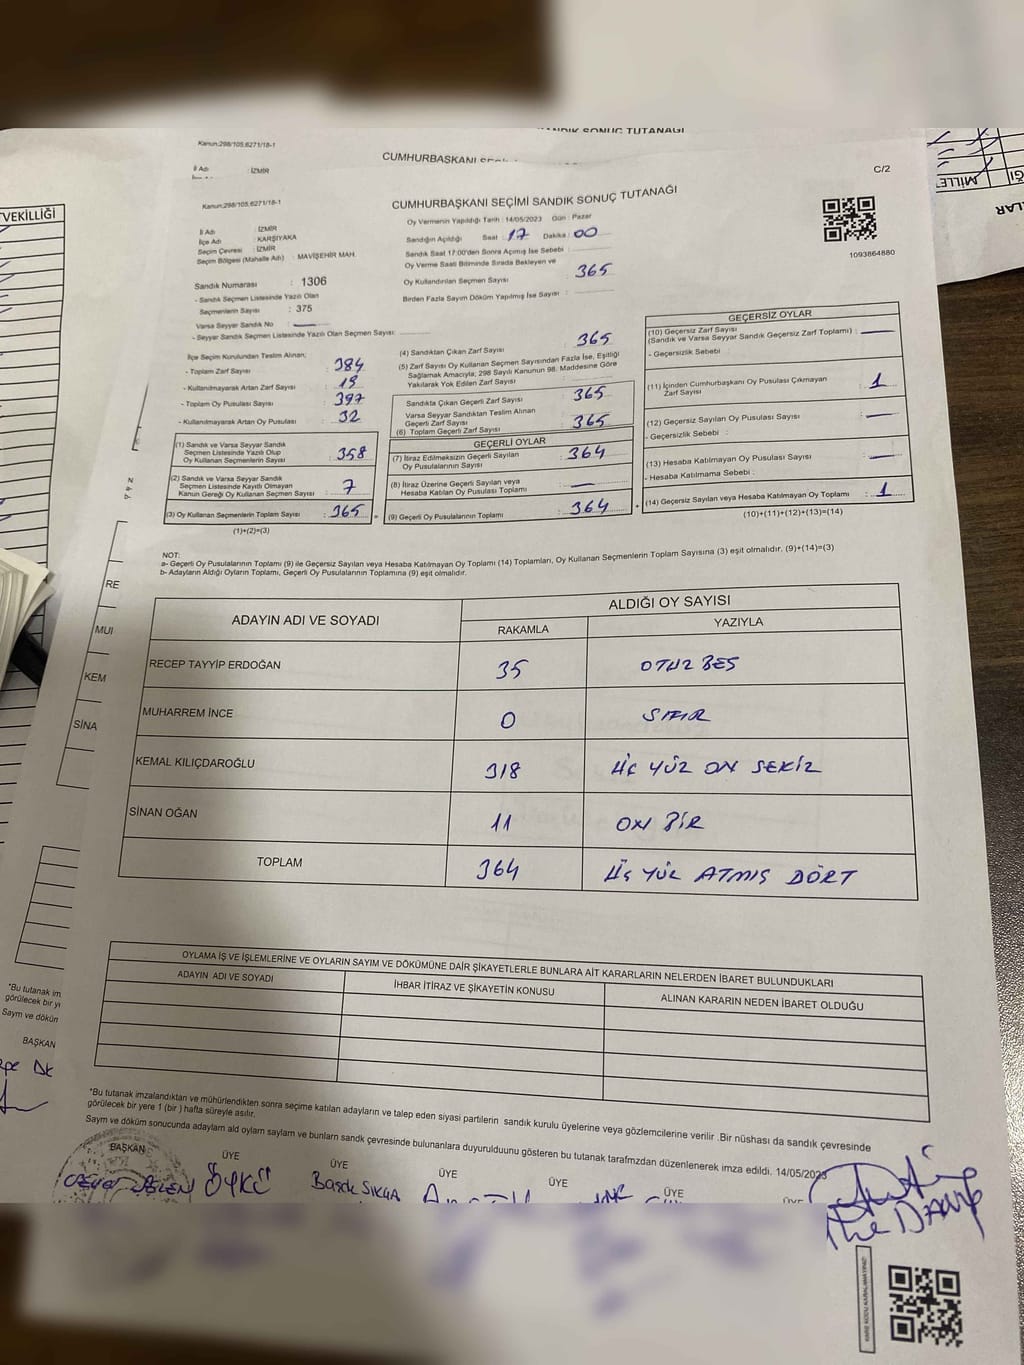 SANDIK SONUÇ TUTANAĞI
Kanun:298/105,6271/18-1
CUMHURBAŞKANI
İl Adı : İZMİR
C/2
Kanun:298/105,6271/18-1
CUMHURBAŞKANI SEÇİMİ SANDIK SONUÇ TUTANAĞI
Oy Vermenin Yapıldığı Tarih : 14/05/2023 Gün : Pazar
İl Adı : İZMİR
İlçe Adı : KARŞIYAKA
Seçim Çevresi : İZMİR
Seçim Bölgesi (Mahalle Adı) : MAVİŞEHİR MAH.
Sandığın Açıldığı Saat : 17 Dakika : 00
Sandık Saat 17:00'den Sonra Açımış İse Sebebi :
Oy Verme Saati Bitiminde Sırada Bekleyen ve
Oy Kullandırılan Seçmen Sayısı : 365
Birden Fazla Sayım Döküm Yapılmış İse Sayısı :
1093864880
Sandık Numarası : 1306
- Sandık Seçmen Listesinde Yazılı Olan
Seçmenlerin Sayısı : 375
Varsa Seyyar Sandık No :
- Seyyar Sandık Seçmen Listesinde Yazılı Olan Seçmen Sayısı:
İlçe Seçim Kurulundan Teslim Alınan;
- Toplam Zarf Sayısı : 384
- Kullanılmayarak Artan Zarf Sayısı : 19
- Toplam Oy Pusulası Sayısı : 397
- Kullanılmayarak Artan Oy Pusulası : 32
(1) Sandık ve Varsa Seyyar Sandık
Seçmen Listesinde Yazılı Olup
Oy Kullanan Seçmenlerin Sayısı : 358
(2) Sandık ve Varsa Seyyar Sandık
Seçmen Listesinde Kayıtlı Olmayan
Kanun Gereği Oy Kullanan Seçmen Sayısı : 7
(3) Oy Kullanan Seçmenlerin Toplam Sayısı : 365
(1)+(2)=(3)
(4) Sandıktan Çıkan Zarf Sayısı : 365
(5) Zarf Sayısı Oy Kullanan Seçmen Sayısından Fazla İse, Eşitliği
Sağlamak Amacıyla; 298 Sayılı Kanunun 98. Maddesine Göre
Yakılarak Yok Edilen Zarf Sayısı :
Sandıkta Çıkan Geçerli Zarf Sayısı : 365
Varsa Seyyar Sandıktan Teslim Alınan
Geçerli Zarf Sayısı
(6) Toplam Geçerli Zarf Sayısı : 365
GEÇERLİ OYLAR
(7) İtiraz Edilmeksizin Geçerli Sayılan
Oy Pusulalarının Sayısı : 364
(8) İtiraz Üzerine Geçerli Sayılan veya
Hesaba Katılan Oy Pusulası Toplamı :
(9) Geçerli Oy Pusulalarının Toplamı : 364
GEÇERSİZ OYLAR
(10) Geçersiz Zarf Sayısı
(Sandık ve Varsa Seyyar Sandık Geçersiz Zarf Toplamı) :
- Geçersizlik Sebebi :
(11) İçinden Cumhurbaşkanı Oy Pusulası Çıkmayan
Zarf Sayısı : 1
(12) Geçersiz Sayılan Oy Pusulası Sayısı :
- Geçersizlik Sebebi :
(13) Hesaba Katılmayan Oy Pusulası Sayısı :
- Hesaba Katılmama Sebebi :
(14) Geçersiz Sayılan veya Hesaba Katılmayan Oy Toplamı : 1
(10)+(11)+(12)+(13)=(14)
NOT:
a- Geçerli Oy Pusulalarının Toplamı (9) ile Geçersiz Sayılan veya Hesaba Katılmayan Oy Toplamı (14) Toplamları, Oy Kullanan Seçmenlerin Toplam Sayısına (3) eşit olmalıdır. (9)+(14)=(3)
b- Adayların Aldığı Oyların Toplamı, Geçerli Oy Pusulalarının Toplamına (9) eşit olmalıdır.
ADAYIN ADI VE SOYADI ALDIĞI OY SAYISI
RAKAMLA YAZIYLA
RECEP TAYYİP ERDOĞAN 35 OTUZ BEŞ
MUHARREM İNCE 0 SIFIR
KEMAL KILIÇDAROĞLU 318 ÜÇ YÜZ ON SEKİZ
SİNAN OĞAN 11 ON BİR
TOPLAM 364 ÜÇ YÜZ ATMIŞ DÖRT
OYLAMA İŞ VE İŞLEMLERİNE VE OYLARIN SAYIM VE DÖKÜMÜNE DAİR ŞİKAYETLERLE BUNLARA AİT KARARLARIN NELERDEN İBARET BULUNDUKLARI
ADAYIN ADI VE SOYADI İHBAR İTİRAZ VE ŞİKAYETİN KONUSU ALINAN KARARIN NEDEN İBARET OLDUĞU
*Bu tutanak imzalandıktan ve mühürlendikten sonra seçime katılan adayların ve talep eden siyasi partilerin sandık kurulu üyelerine veya gözlemcilerine verilir .Bir nüshası da sandık çevresinde
görülecek bir yere 1 (bir ) hafta süreyle asılır.
Sayım ve döküm sonucunda adayların ald oyların sayıları ve bunların sandk çevresinde bulunanlara duyurulduunu gösteren bu tutanak tarafmzdan düzenlenerek imza edildi. 14/05/2023
BAŞKAN ÜYE ÜYE ÜYE ÜYE ÜYE
ÖYKÜ
VEKİLLİĞİ
RE
MUI
KEM
SİNA
*Bu tutanak im
görülecek bir y
Sayım ve dökün
BAŞKAN
MİLLE